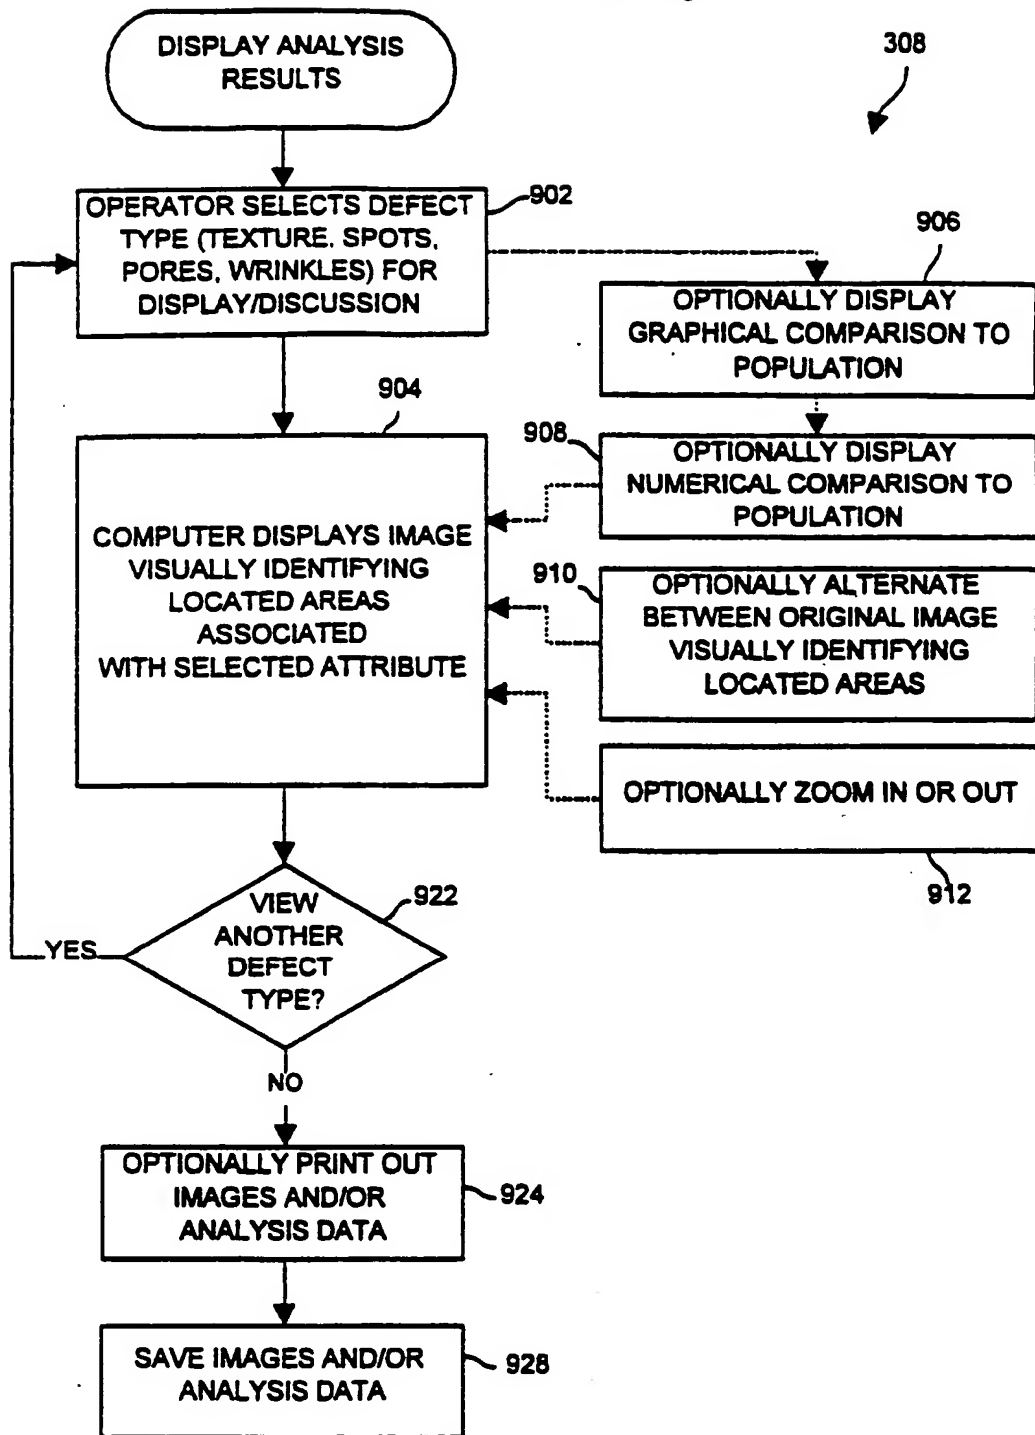 DISPLAY ANALYSIS
RESULTS
308
OPERATOR SELECTS DEFECT
TYPE (TEXTURE. SPOTS,
PORES, WRINKLES) FOR
DISPLAY/DISCUSSION
902
906
OPTIONALLY DISPLAY
GRAPHICAL COMPARISON TO
POPULATION
904
COMPUTER DISPLAYS IMAGE
VISUALLY IDENTIFYING
LOCATED AREAS
ASSOCIATED
WITH SELECTED ATTRIBUTE
908
OPTIONALLY DISPLAY
NUMERICAL COMPARISON TO
POPULATION
910
OPTIONALLY ALTERNATE
BETWEEN ORIGINAL IMAGE
VISUALLY IDENTIFYING
LOCATED AREAS
OPTIONALLY ZOOM IN OR OUT
912
VIEW
ANOTHER
DEFECT
TYPE?
922
YES
NO
OPTIONALLY PRINT OUT
IMAGES AND/OR
ANALYSIS DATA
924
SAVE IMAGES AND/OR
ANALYSIS DATA
928